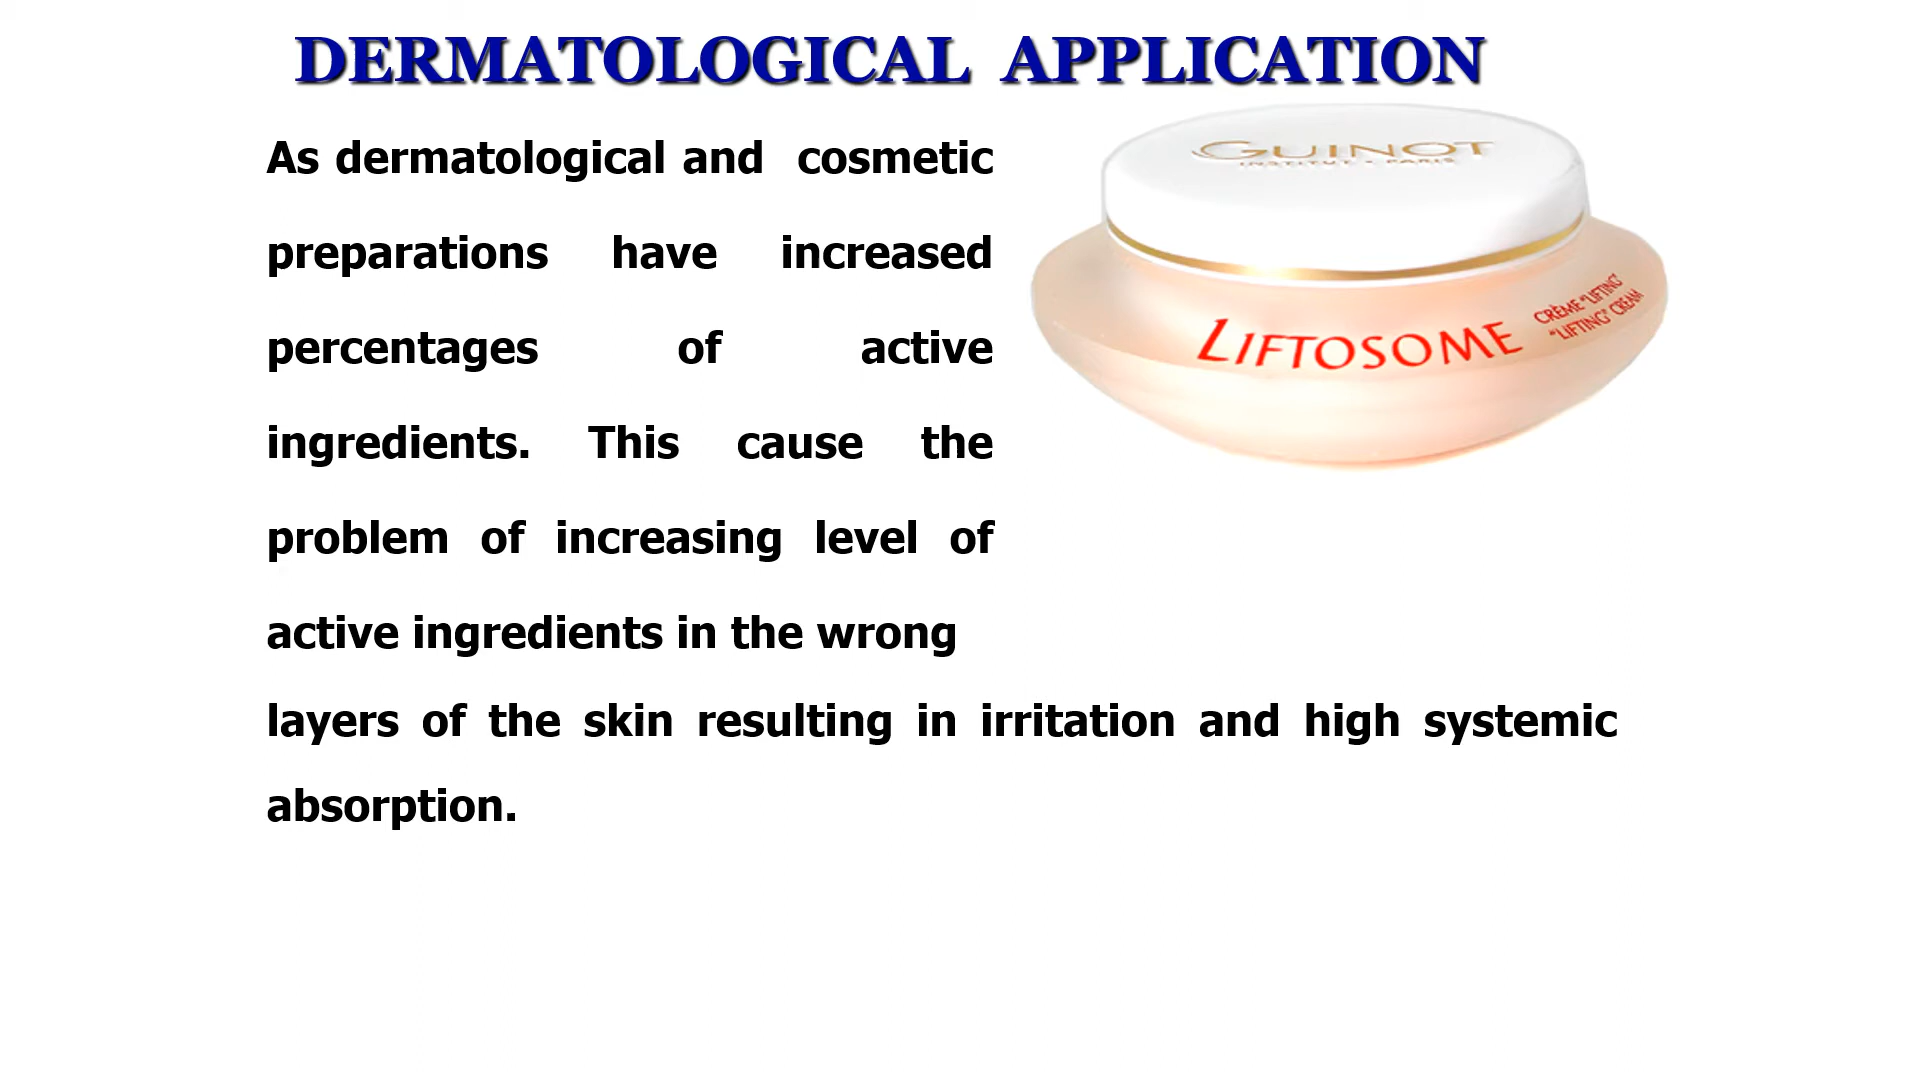 DERMATOLOGICAL APPLICATION
As dermatological and cosmetic
preparations have increased
percentages of active
ingredients. This cause the
problem of increasing level of
active ingredients in the wrong
layers of the skin resulting in irritation and high systemic
absorption.
GUINOT
INSTITUT • PARIS
LIFTOSOME
CRÈME "LIFTING"
"LIFTING" CREAM